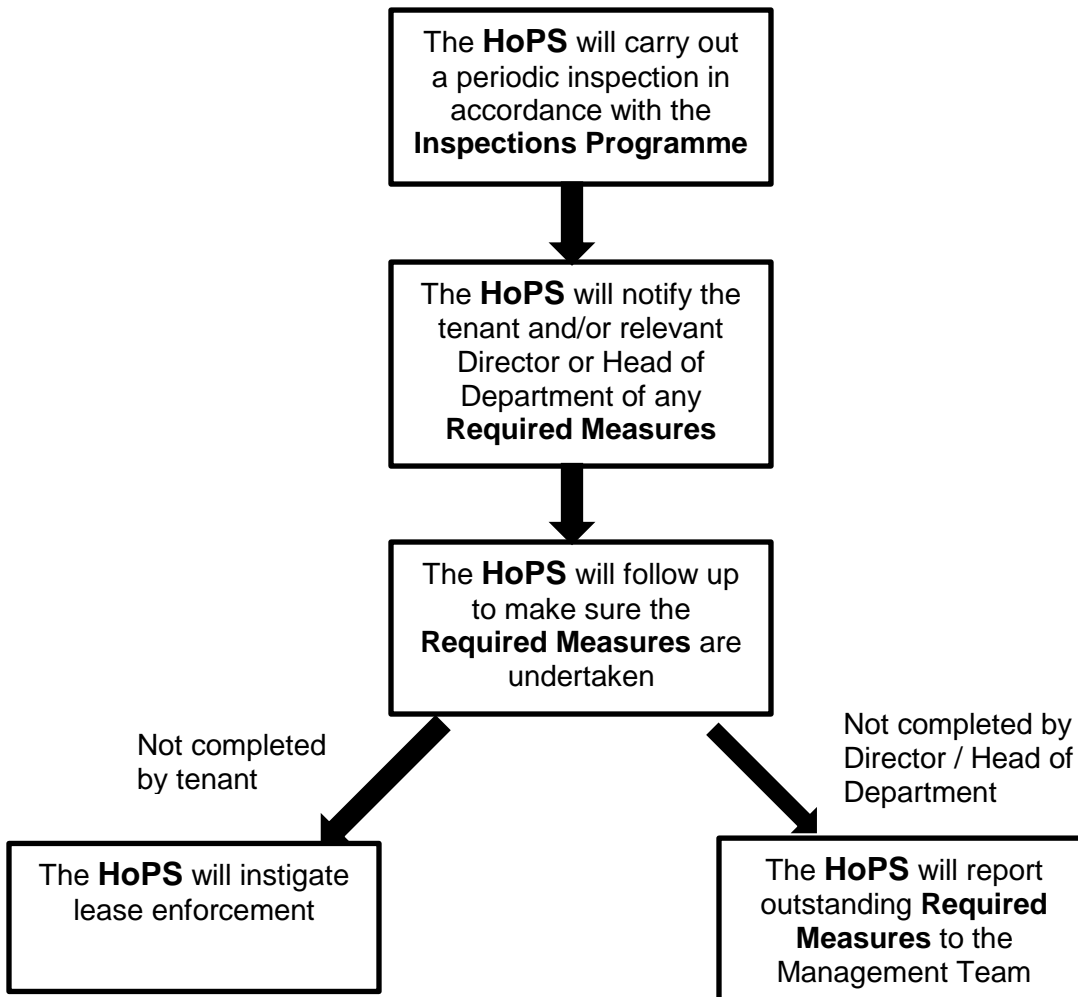 The HoPS will carry out
a periodic inspection in
accordance with the
Inspections Programme
The HoPS will notify the
tenant and/or relevant
Director or Head of
Department of any
Required Measures
The HoPS will follow up
to make sure the
Required Measures are
undertaken
Not completed
by tenant
Not completed by
Director / Head of
Department
The HoPS will instigate
lease enforcement
The HoPS will report
outstanding Required
Measures to the
Management Team